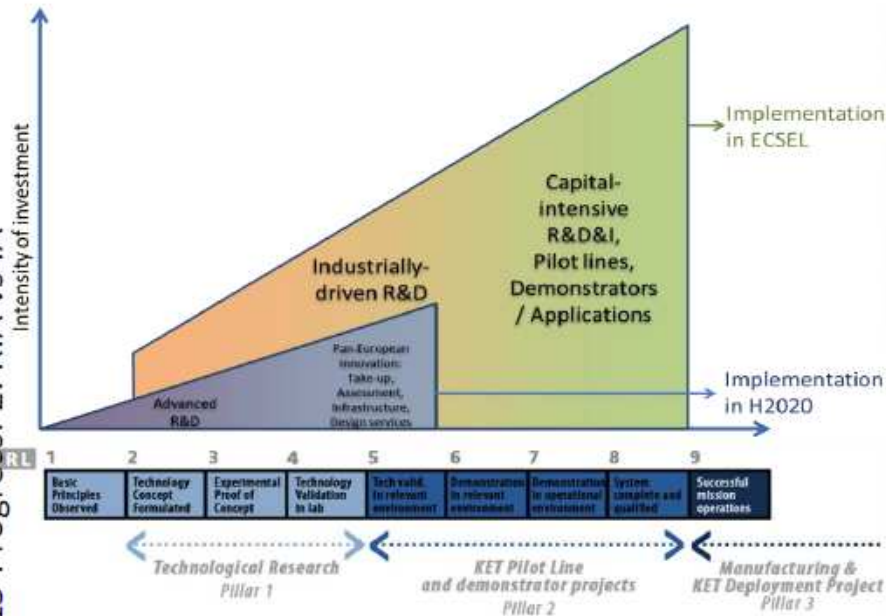 Intensity of investment
Implementation
in ECSEL
Capital-
intensive
R&D&I,
Pilot lines,
Demonstrators
/ Applications
Industrially-
driven R&D
Pan-European
innovation:
Take-up,
Assessment,
Infrastructure,
Design services
Advanced
R&D
Implementation
in H2020
RL 1 2 3 4 5 6 7 8 9
Basic
Principles
Observed
Technology
Concept
Formulated
Experimental
Proof of
Concept
Technology
Validation
in lab
Tech valid.
in relevant
environment
Demonstration
in relevant
environment
Demonstration
in operational
environment
System
complete and
qualified
Successful
mission
operations
Technological Research
Pillar 1
KET Pilot Line
and demonstrator projects
Pillar 2
Manufacturing &
KET Deployment Project
Pillar 3